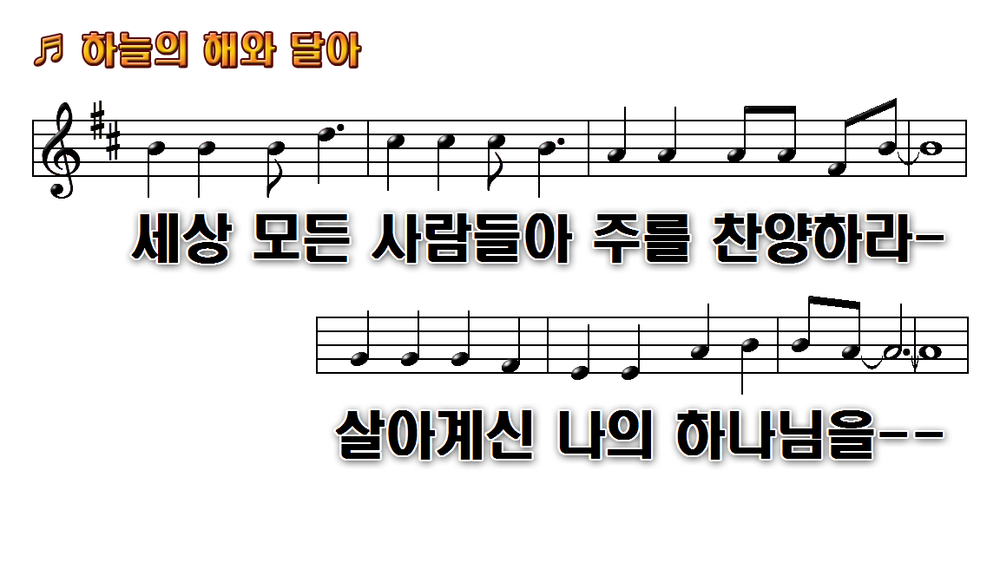 ♬ 하늘의 해와 달아
세상 모든 사람들아 주를 찬양하라-
살아계신 나의 하나님을--